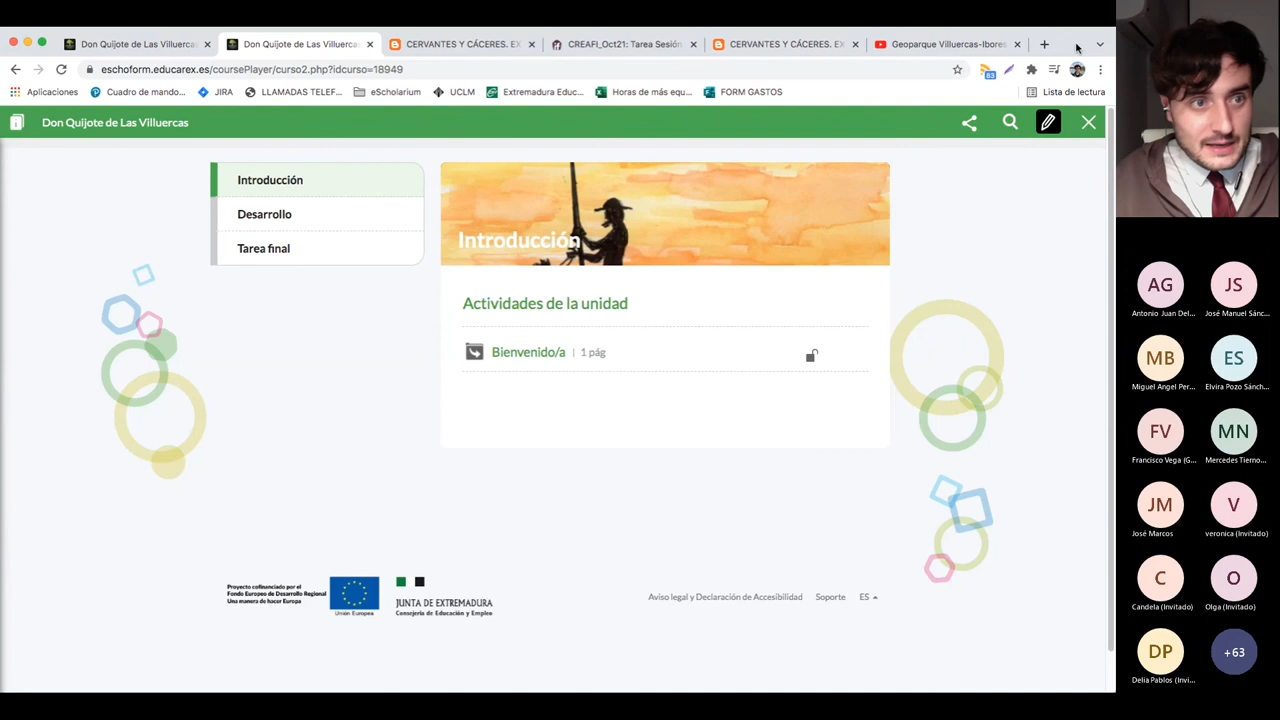 Don Quijote de Las Villuerca
Don Quijote de Las Villuerca
CERVANTES Y CÁCERES. EX
CREAFI_Oct21: Tarea Sesión
CERVANTES Y CÁCERES. EX
Geoparque Villuercas-Ibores
eschoform.educarex.es/coursePlayer/curso2.php?idcurso=18949
83
Aplicaciones
Cuadro de mando...
JIRA
LLAMADAS TELEF...
eScholarium
UCLM
Extremadura Educ...
Horas de más equ...
FORM GASTOS
Lista de lectura
Don Quijote de Las Villuercas
Introducción
Desarrollo
Tarea final
Introducción
Actividades de la unidad
Bienvenido/a | 1 pág
Proyecto cofinanciado por el
Fondo Europeo de Desarrollo Regional
Una manera de hacer Europa
Unión Europea
JUNTA DE EXTREMADURA
Consejería de Educación y Empleo
Aviso legal y Declaración de Accesibilidad
Soporte
ES
AG
Antonio Juan Del...
JS
José Manuel Sánc...
MB
Miguel Angel Per...
ES
Elvira Pozo Sánch...
FV
Francisco Vega (G...
MN
Mercedes Tierno...
JM
José Marcos
V
veronica (Invitado)
C
Candela (Invitado)
O
Olga (Invitado)
DP
Delia Pablos (Invi...
+63